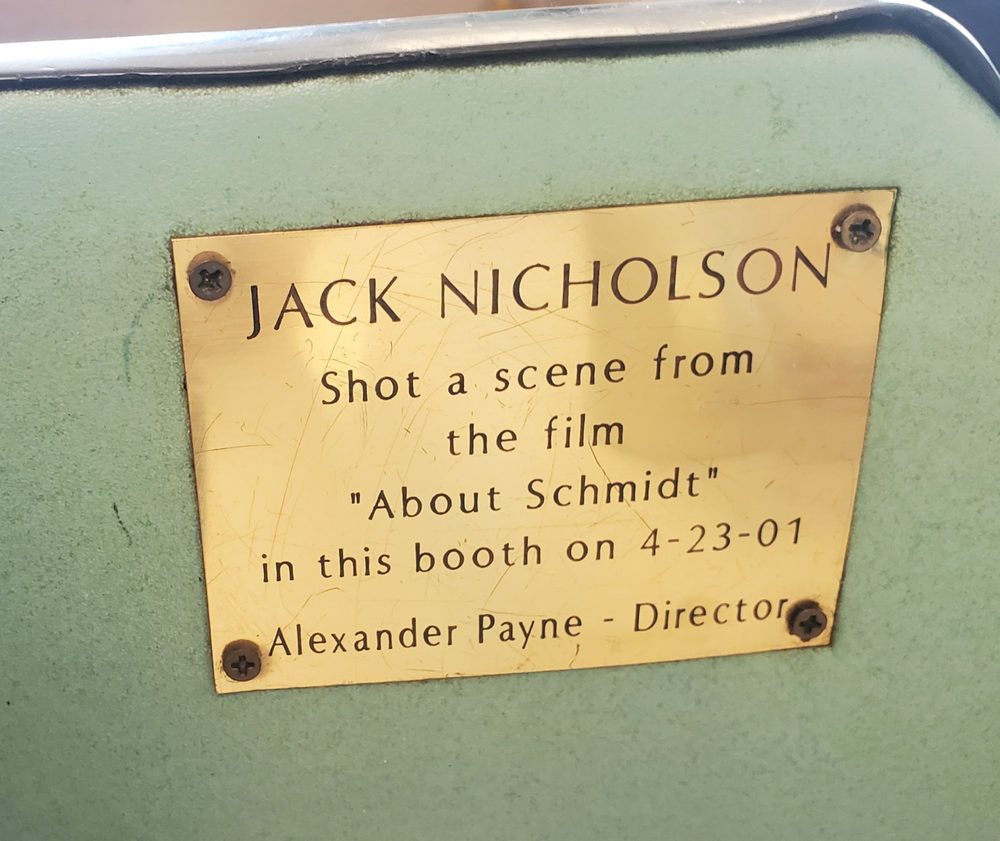 JACK NICHOLSON
Shot a scene from
the film
"About Schmidt"
in this booth on 4-23-01
Alexander Payne - Director